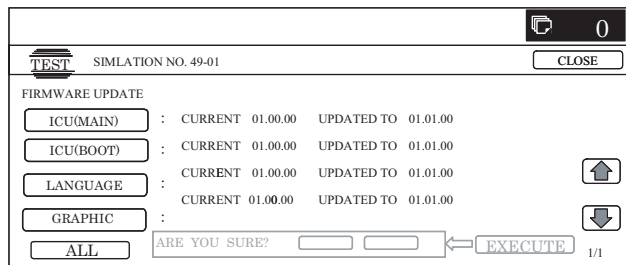 0
TEST SIMLATION NO. 49-01 CLOSE
FIRMWARE UPDATE
ICU(MAIN) : CURRENT 01.00.00 UPDATED TO 01.01.00
ICU(BOOT) : CURRENT 01.00.00 UPDATED TO 01.01.00
LANGUAGE : CURRENT 01.00.00 UPDATED TO 01.01.00
GRAPHIC : CURRENT 01.00.00 UPDATED TO 01.01.00
ALL ARE YOU SURE? EXECUTE 1/1